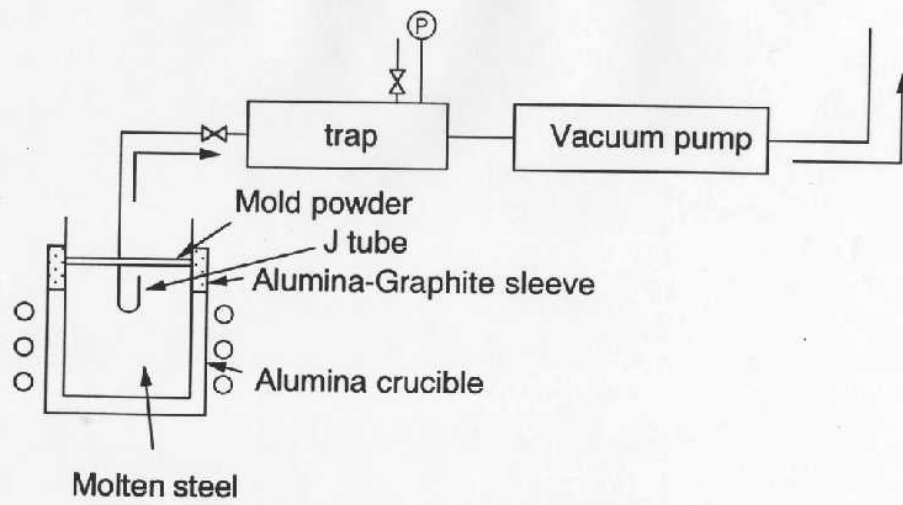 P
trap
Vacuum pump
Mold powder
J tube
Alumina-Graphite sleeve
Alumina crucible
Molten steel